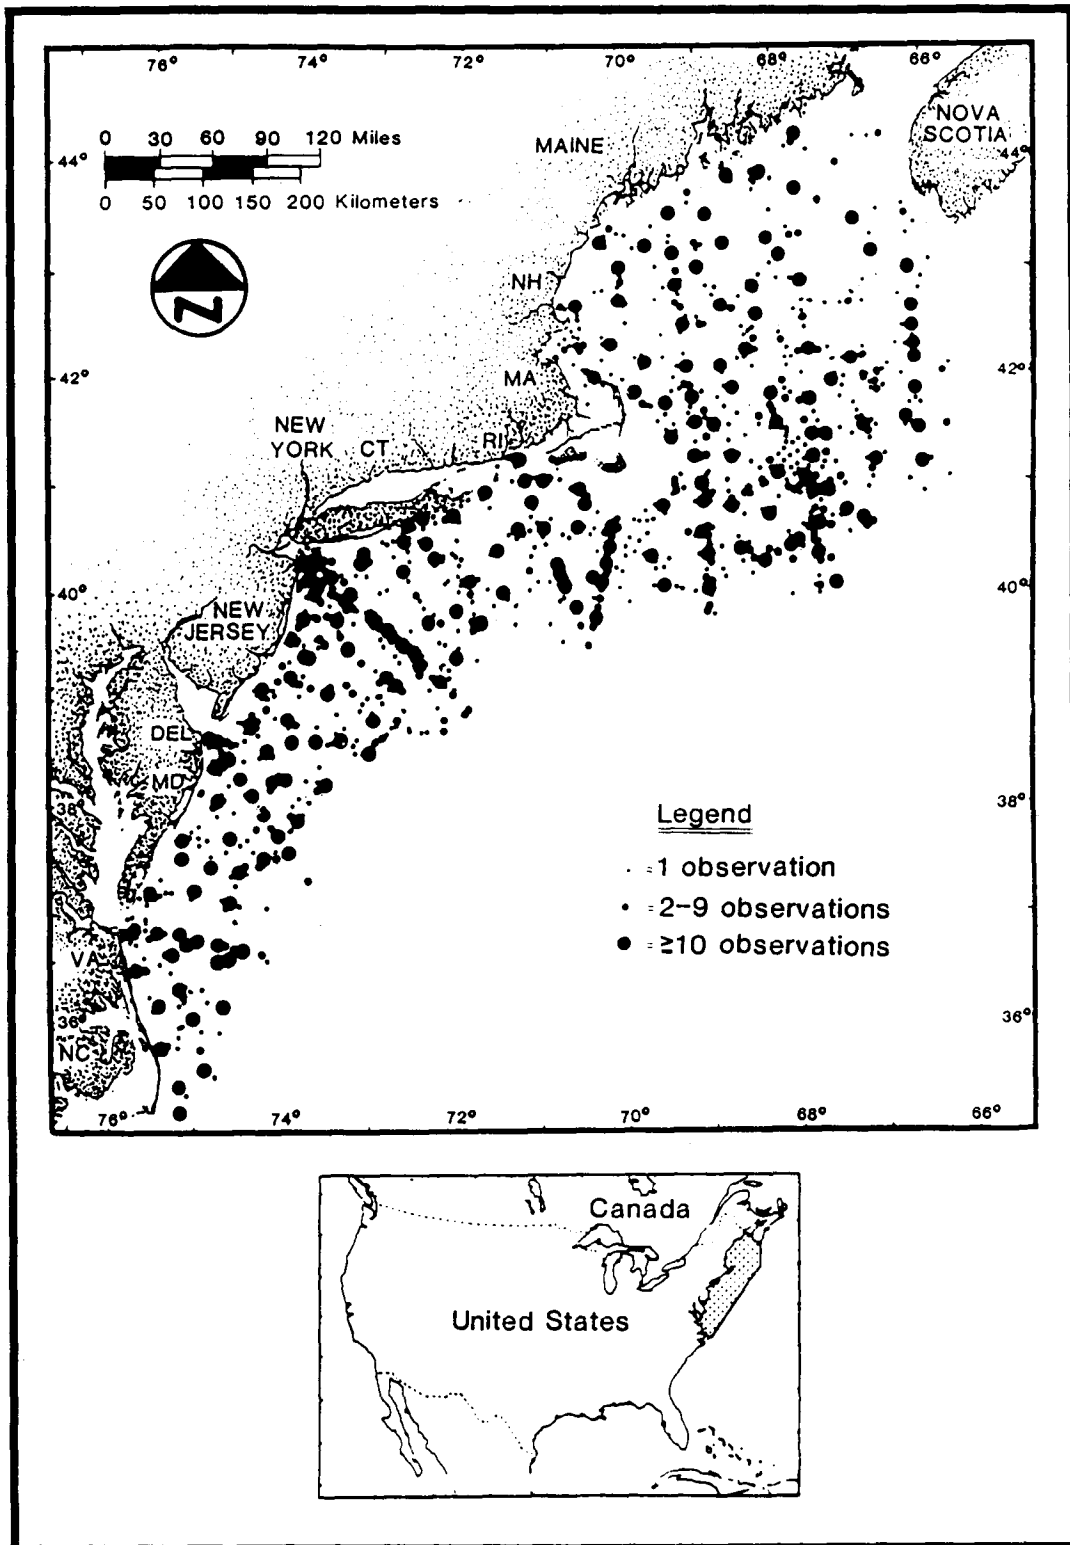 76° 74° 72° 70° 68° 66°
NOVA
SCOTIA
0 30 60 90 120 Miles
MAINE
44° 44°
0 50 100 150 200 Kilometers
N
NH
42° MA 42°
NEW
YORK CT RI
40° 40°
NEW
JERSEY
DEL
MD
38° 38°
Legend
· = 1 observation
• = 2-9 observations
● = ≥10 observations
VA
36° 36°
NC
76° 74° 72° 70° 68° 66°
Canada
United States